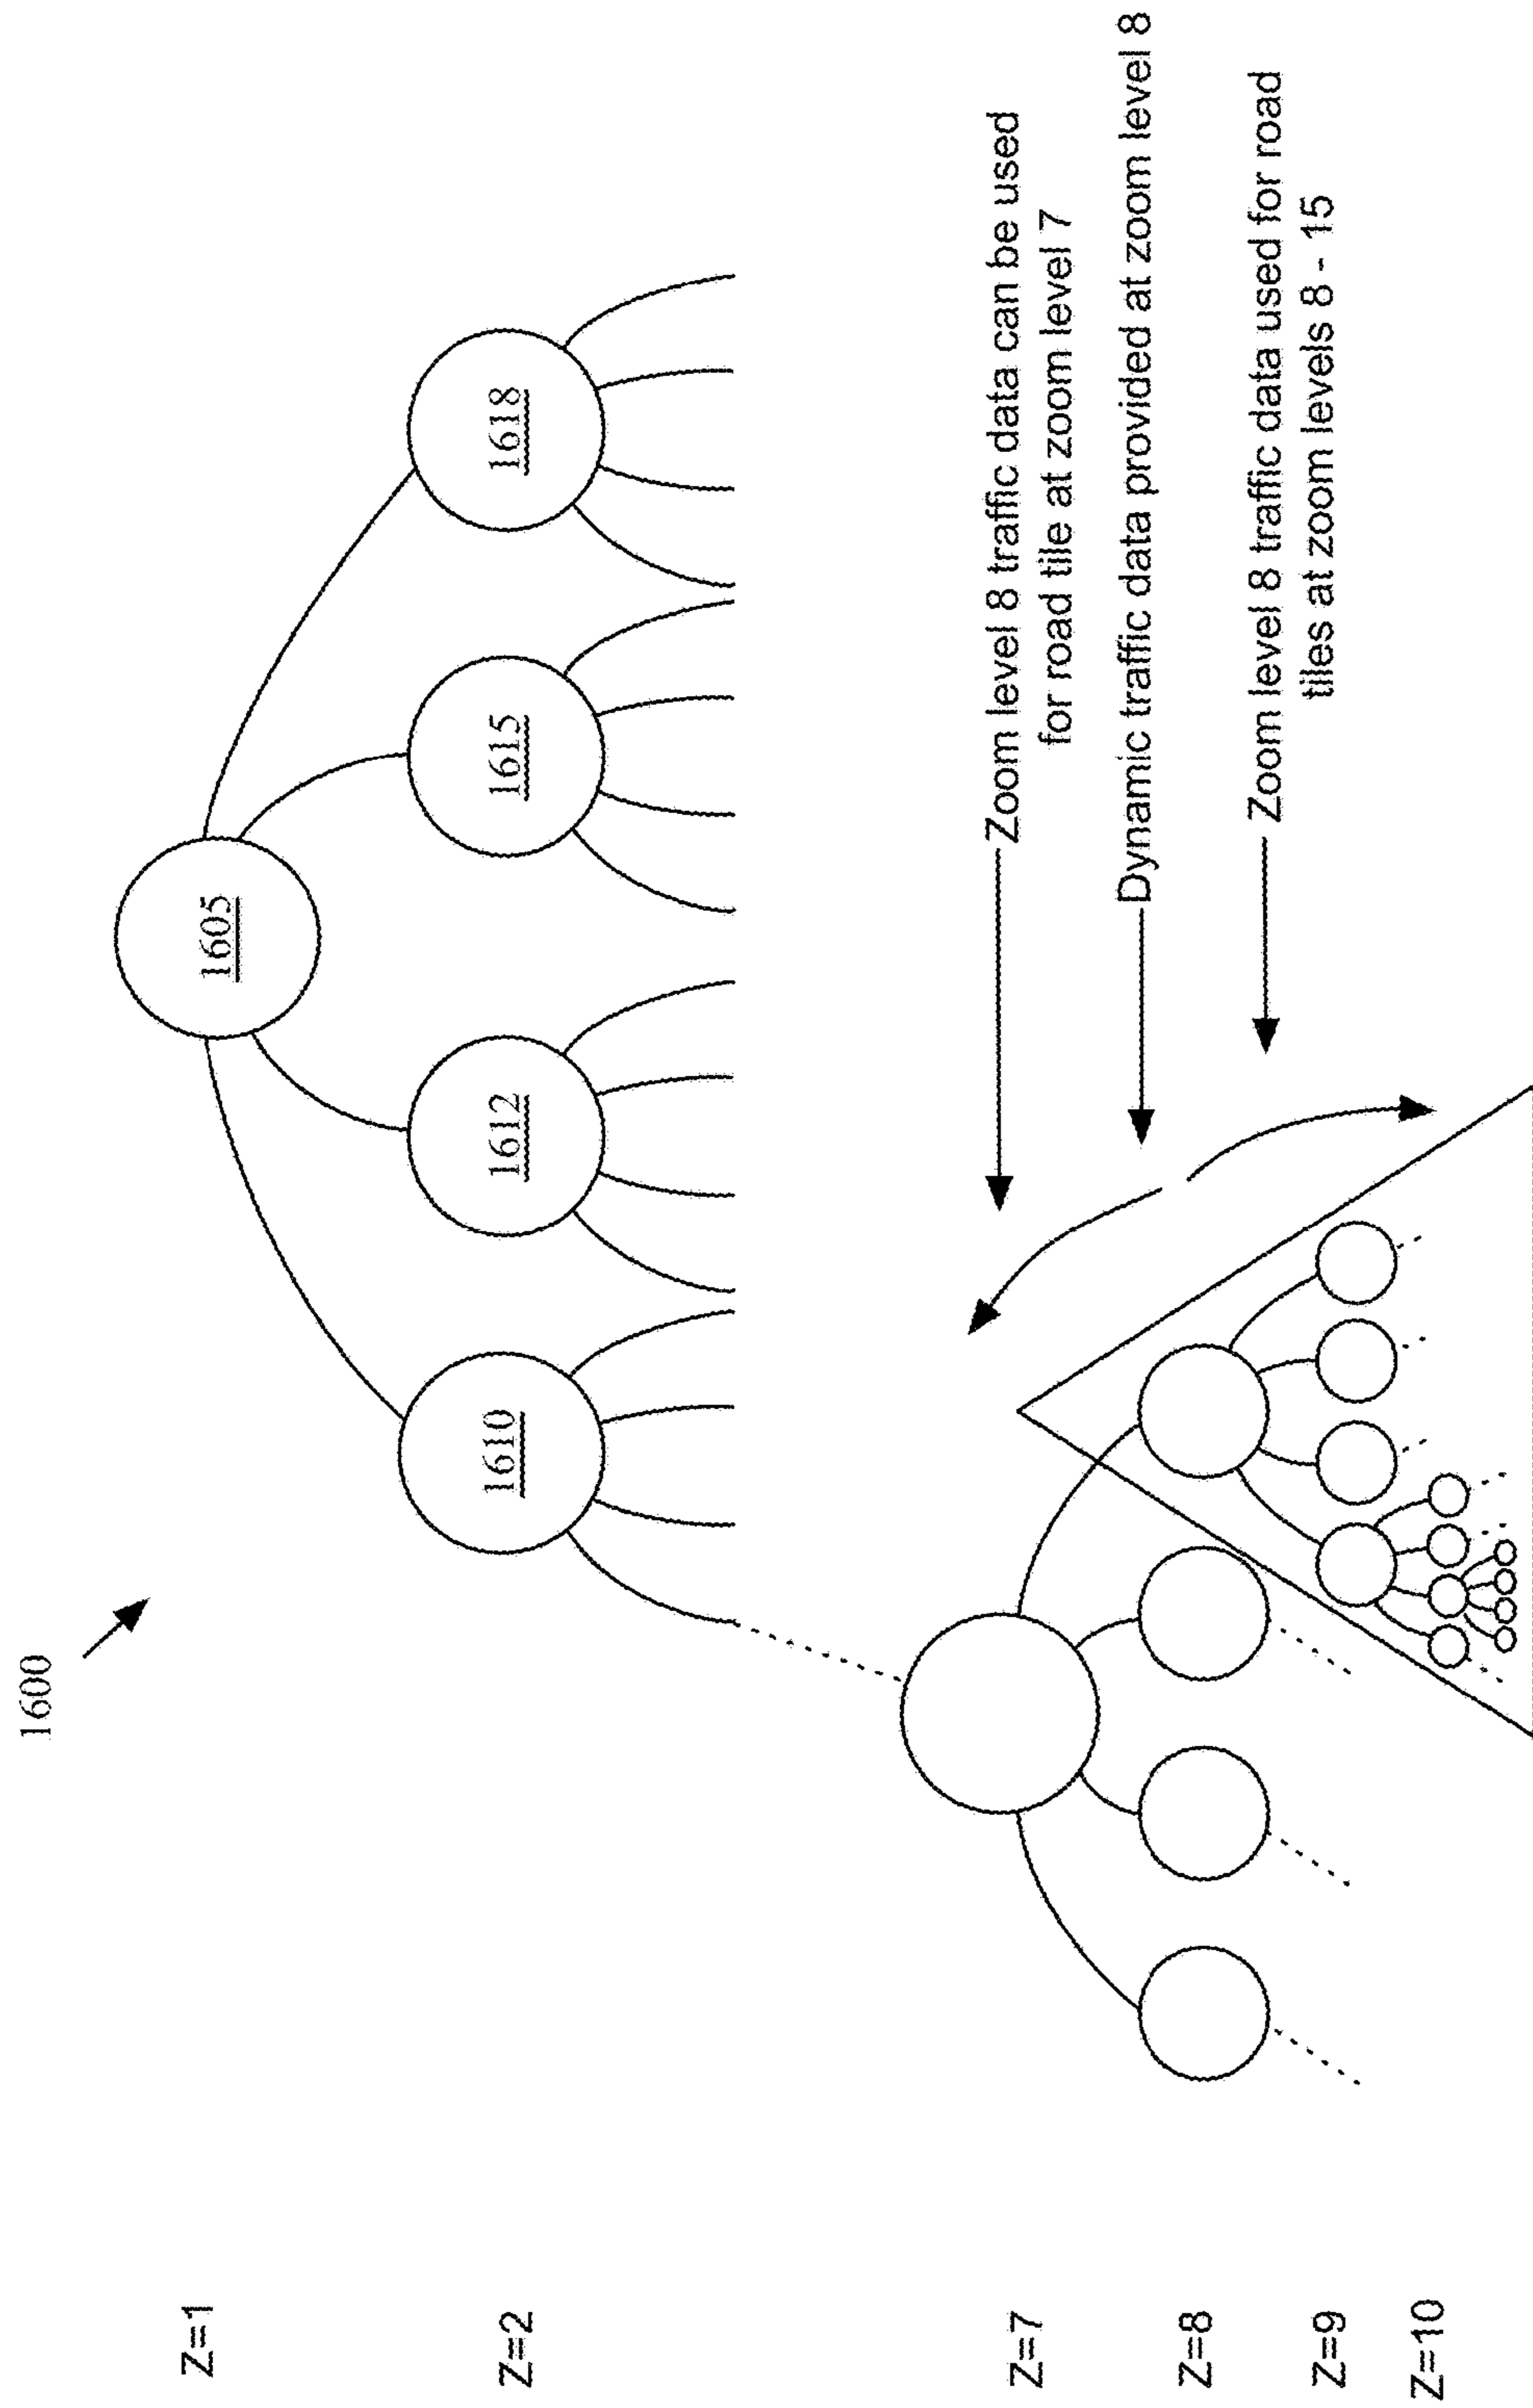 1600
Z=1
1605
Z=2
1610
1612
1615
1618
Z=7
Zoom level 8 traffic data can be used
for road tile at zoom level 7
Dynamic traffic data provided at zoom level 8
Z=8
Zoom level 8 traffic data used for road
tiles at zoom levels 8 - 15
Z=9
Z=10